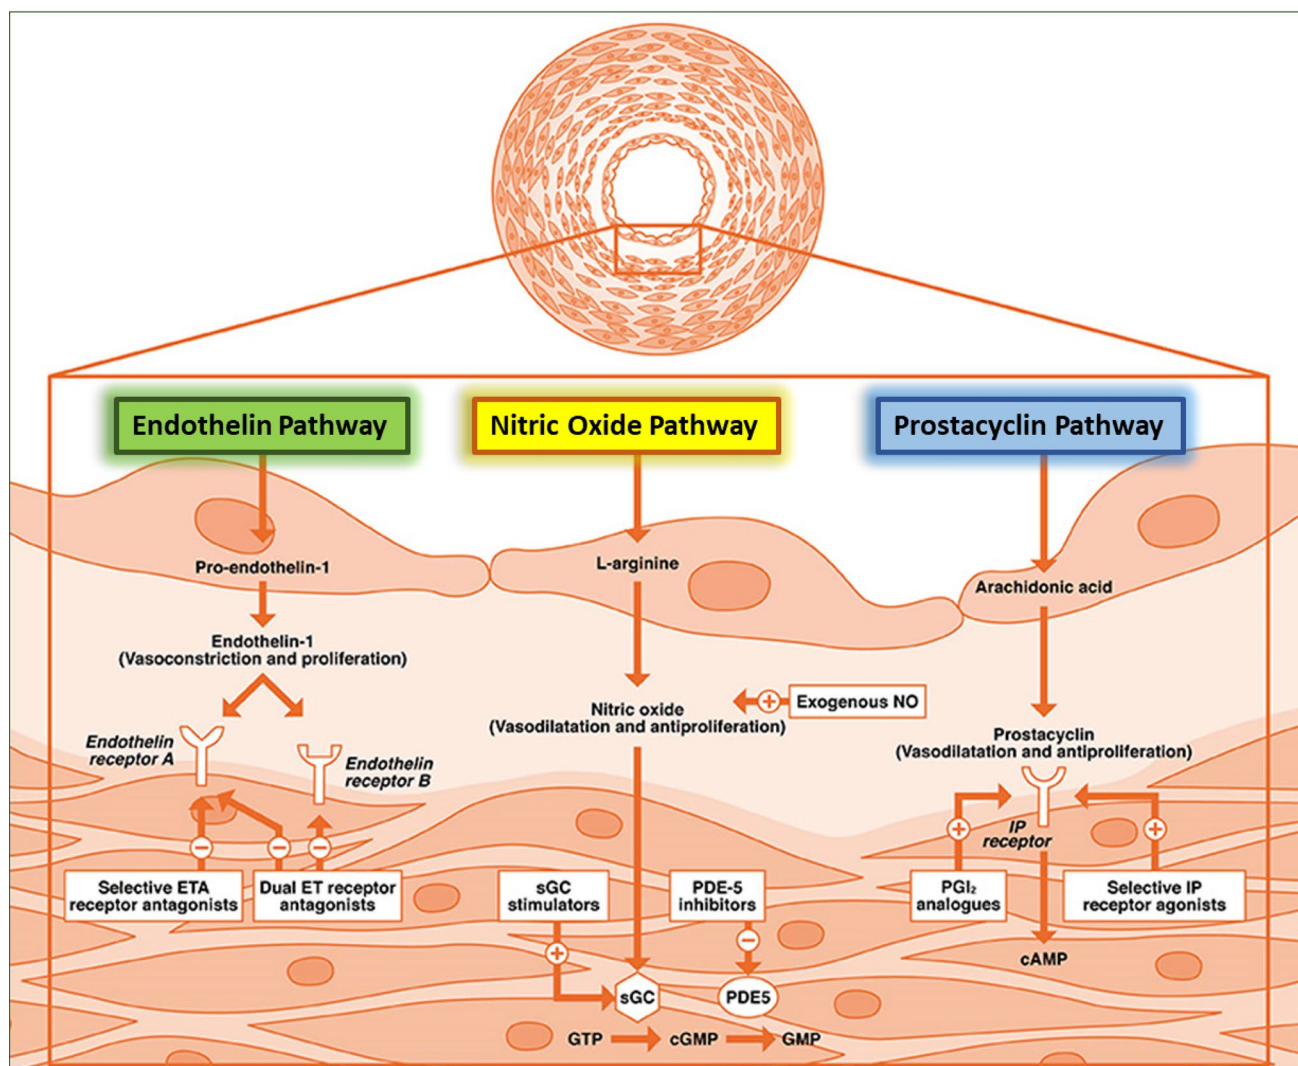 Endothelin Pathway
Nitric Oxide Pathway
Prostacyclin Pathway
Pro-endothelin-1
Endothelin-1
(Vasoconstriction and proliferation)
Endothelin
receptor A
Endothelin
receptor B
−
−
−
Selective ETA
receptor antagonists
Dual ET receptor
antagonists
L-arginine
Nitric oxide
(Vasodilatation and antiproliferation)
+
Exogenous NO
sGC
stimulators
+
PDE-5
inhibitors
−
sGC
PDE5
GTP
cGMP
GMP
Arachidonic acid
Prostacyclin
(Vasodilatation and antiproliferation)
IP
receptor
+
+
PGI₂
analogues
Selective IP
receptor agonists
cAMP